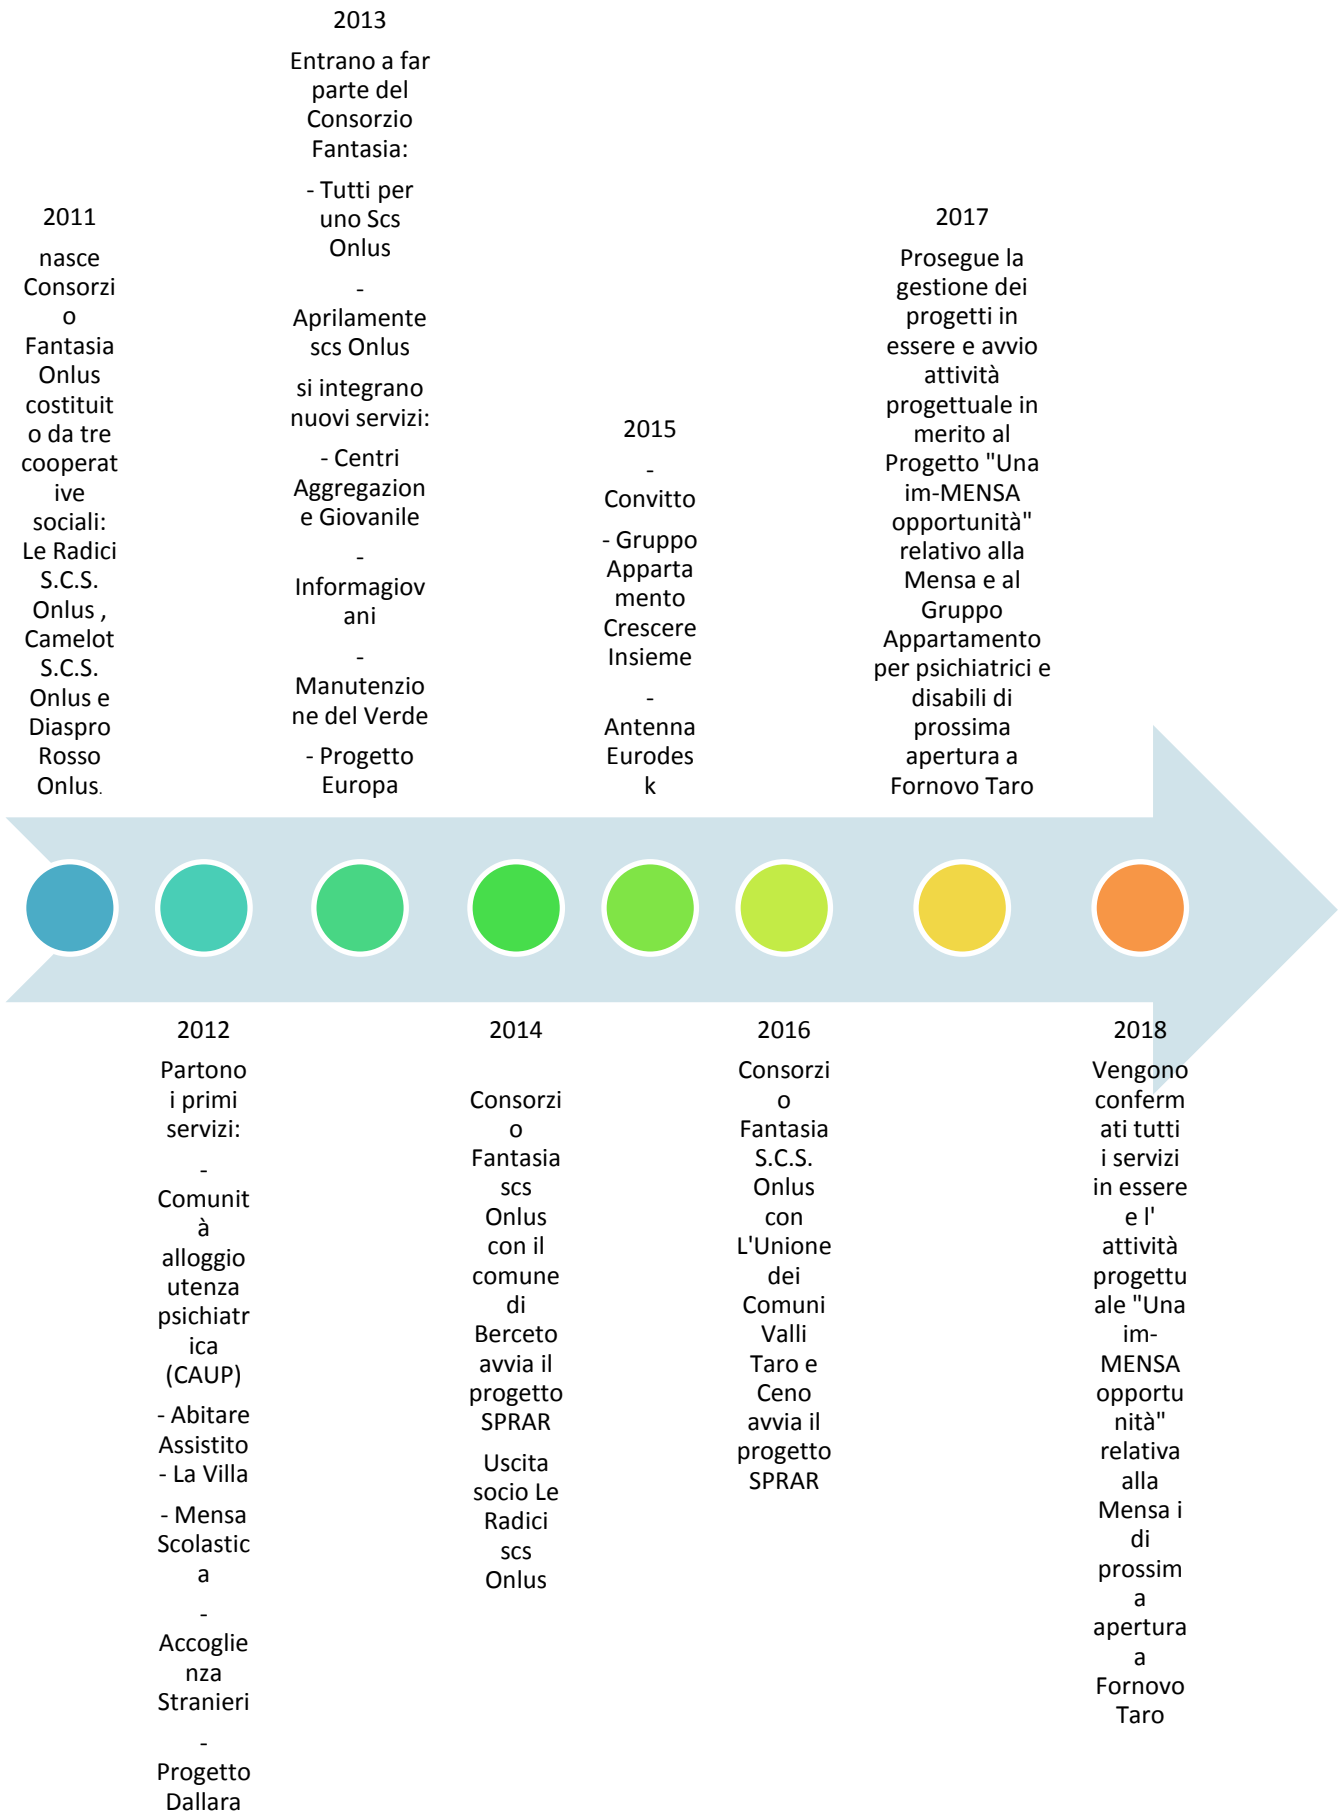 2011
nasce
Consorzi
o
Fantasia
Onlus
costituit
o da tre
cooperat
ive
sociali:
Le Radici
S.C.S.
Onlus ,
Camelot
S.C.S.
Onlus e
Diaspro
Rosso
Onlus.
2012
Partono
i primi
servizi:
-
Comunit
à
alloggio
utenza
psichiatr
ica
(CAUP)
- Abitare
Assistito
- La Villa
- Mensa
Scolastic
a
-
Accoglie
nza
Stranieri
-
Progetto
Dallara
2013
Entrano a far
parte del
Consorzio
Fantasia:
- Tutti per
uno Scs
Onlus
-
Aprilamente
scs Onlus
si integrano
nuovi servizi:
- Centri
Aggregazion
e Giovanile
-
Informagiov
ani
-
Manutenzio
ne del Verde
- Progetto
Europa
2014
Consorzi
o
Fantasia
scs
Onlus
con il
comune
di
Berceto
avvia il
progetto
SPRAR
Uscita
socio Le
Radici
scs
Onlus
2015
-
Convitto
- Gruppo
Apparta
mento
Crescere
Insieme
-
Antenna
Eurodes
k
2016
Consorzi
o
Fantasia
S.C.S.
Onlus
con
L'Unione
dei
Comuni
Valli
Taro e
Ceno
avvia il
progetto
SPRAR
2017
Prosegue la
gestione dei
progetti in
essere e avvio
attività
progettuale in
merito al
Progetto "Una
im-MENSA
opportunità"
relativo alla
Mensa e al
Gruppo
Appartamento
per psichiatrici e
disabili di
prossima
apertura a
Fornovo Taro
2018
Vengono
conferm
ati tutti
i servizi
in essere
e l'
attività
progettu
ale "Una
im-
MENSA
opportu
nità"
relativa
alla
Mensa i
di
prossim
a
apertura
a
Fornovo
Taro